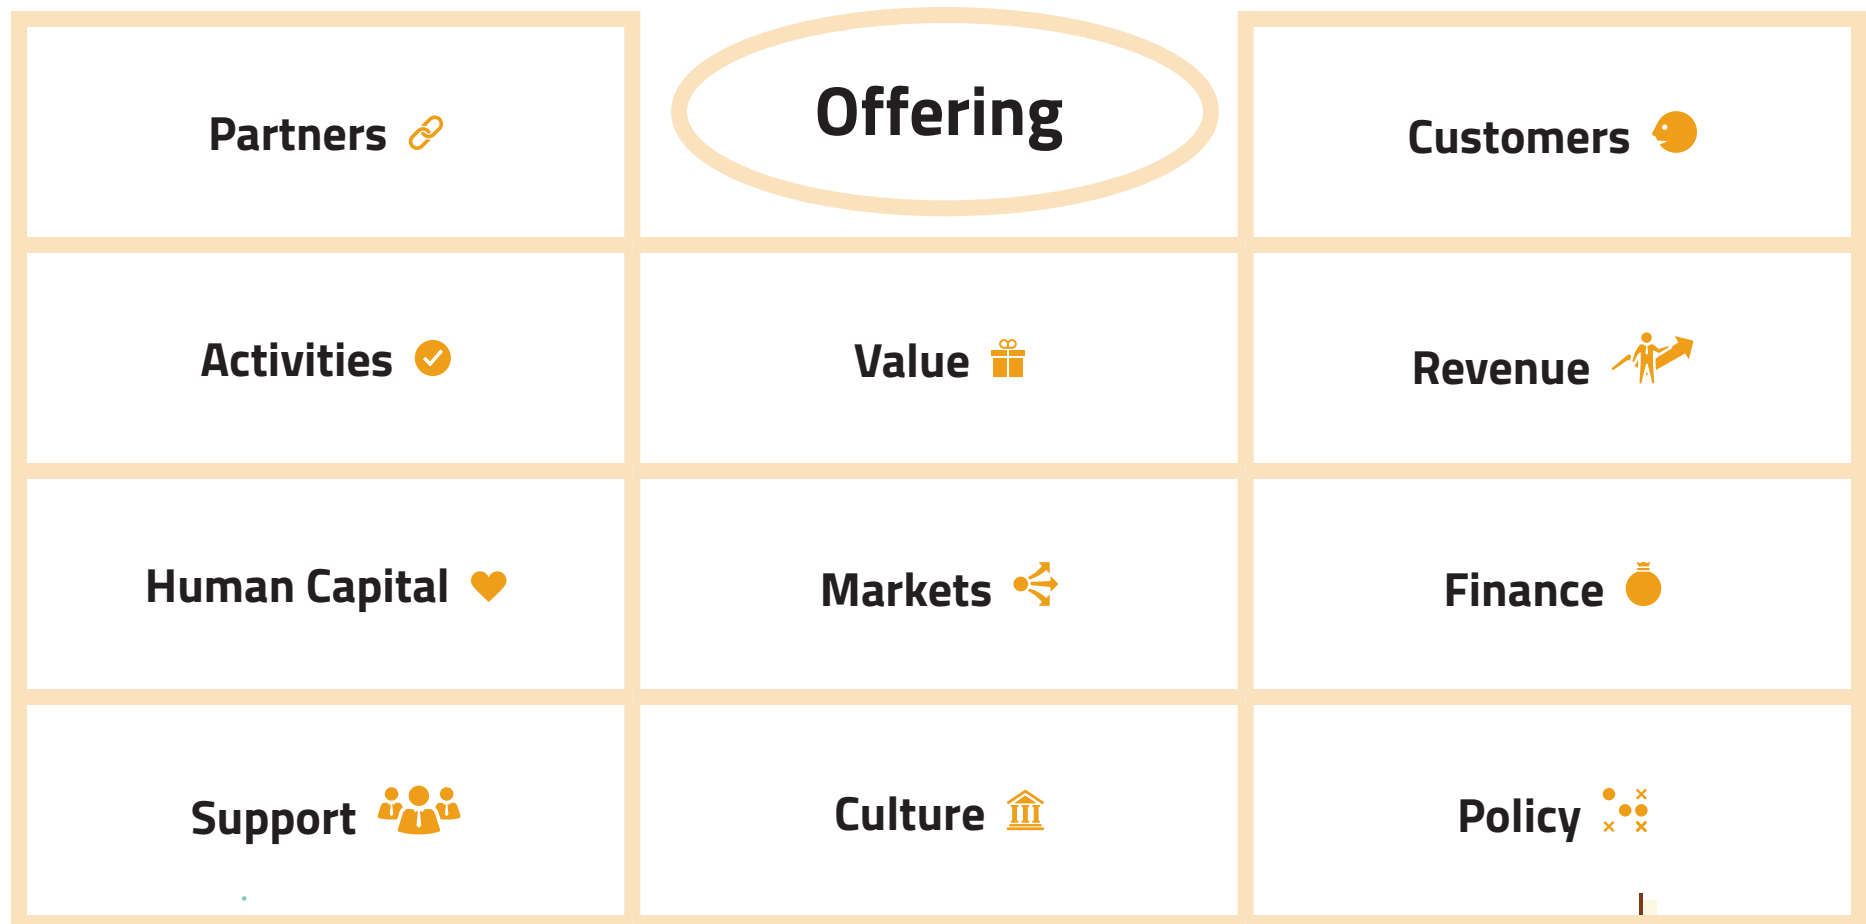 Partners
Offering
Customers
Activities
Value
Revenue
Human Capital
Markets
Finance
Support
Culture
Policy